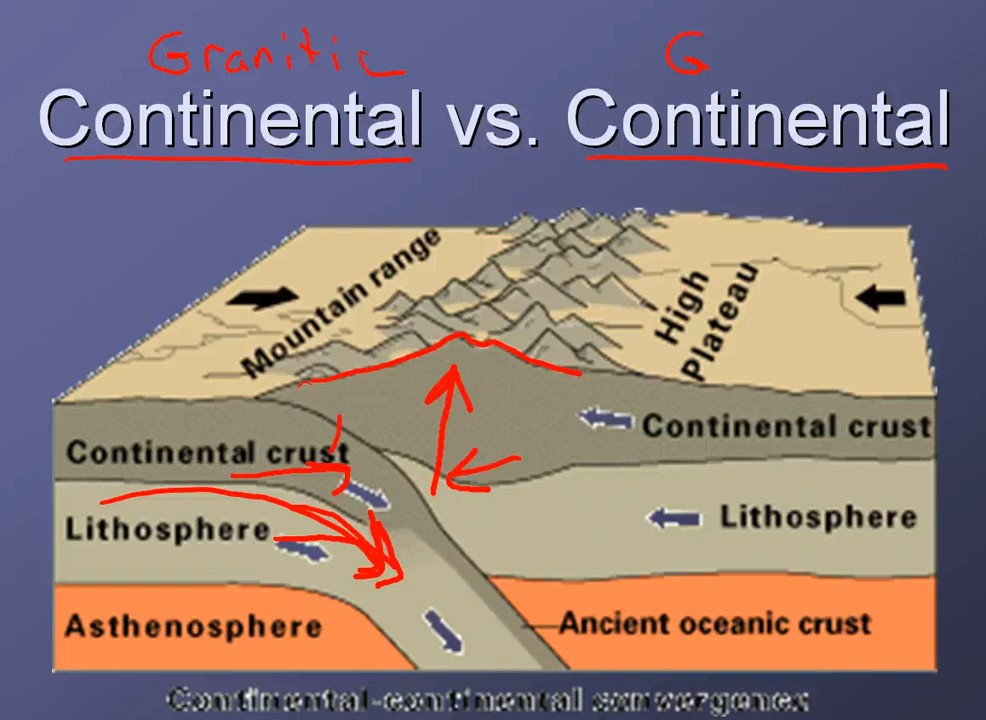 Granitic G
Continental vs. Continental
Mountain range
High
Plateau
Continental crust
Continental crust
Lithosphere
Lithosphere
Asthenosphere
Ancient oceanic crust
Continental-continental convergence